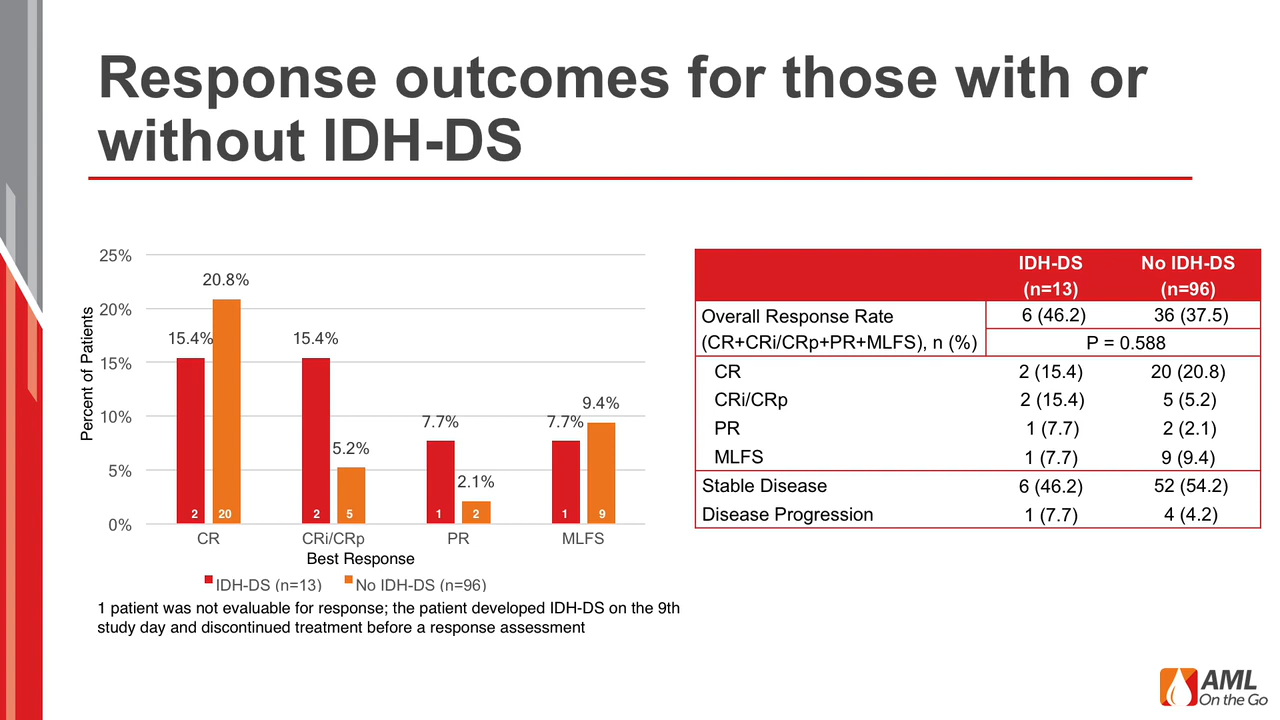 Response outcomes for those with or
without IDH-DS
25%
20%
15%
10%
5%
0%
Percent of Patients
15.4%
20.8%
15.4%
5.2%
7.7%
2.1%
7.7%
9.4%
2
20
2
5
1
2
1
9
CR
CRi/CRp
PR
MLFS
Best Response
IDH-DS (n=13)
No IDH-DS (n=96)
1 patient was not evaluable for response; the patient developed IDH-DS on the 9th
study day and discontinued treatment before a response assessment
IDH-DS No IDH-DS
(n=13) (n=96)
Overall Response Rate 6 (46.2) 36 (37.5)
(CR+CRi/CRp+PR+MLFS), n (%) P = 0.588
CR 2 (15.4) 20 (20.8)
CRi/CRp 2 (15.4) 5 (5.2)
PR 1 (7.7) 2 (2.1)
MLFS 1 (7.7) 9 (9.4)
Stable Disease 6 (46.2) 52 (54.2)
Disease Progression 1 (7.7) 4 (4.2)
AML
On the Go